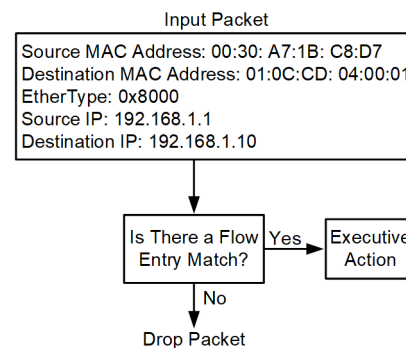 Input Packet
Source MAC Address: 00:30: A7:1B: C8:D7
Destination MAC Address: 01:0C:CD: 04:00:01
EtherType: 0x8000
Source IP: 192.168.1.1
Destination IP: 192.168.1.10
Is There a Flow
Entry Match?
Yes
Executive
Action
No
Drop Packet